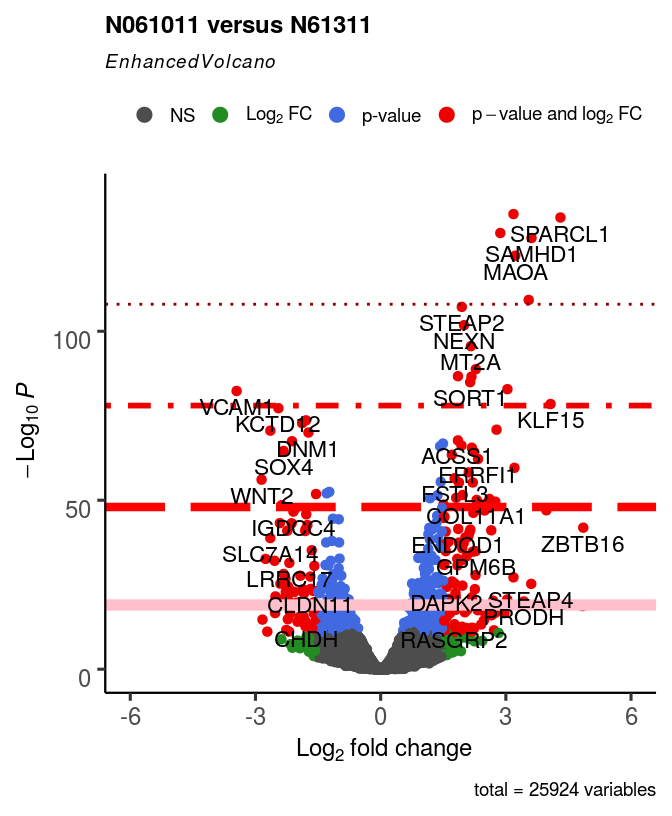 N061011 versus N61311
EnhancedVolcano
NS Log2 FC p-value p−value and log2 FC
SPARCL1
SAMHD1
MAOA
STEAP2
100
NEXN
MT2A
SORT1
VCAM1
KLF15
KCTD12
DNM1
ACSS1
SOX4
ERRFI1
−Log10 P
WNT2
FSTL3
50
COL11A1
IGDCC4
ENDOD1
ZBTB16
SLC7A14
GPM6B
LRRC17
CLDN11
DAPK2
STEAP4
PRODH
CHDH
RASGRP2
0
-6 -3 0 3 6
Log2 fold change
total = 25924 variables